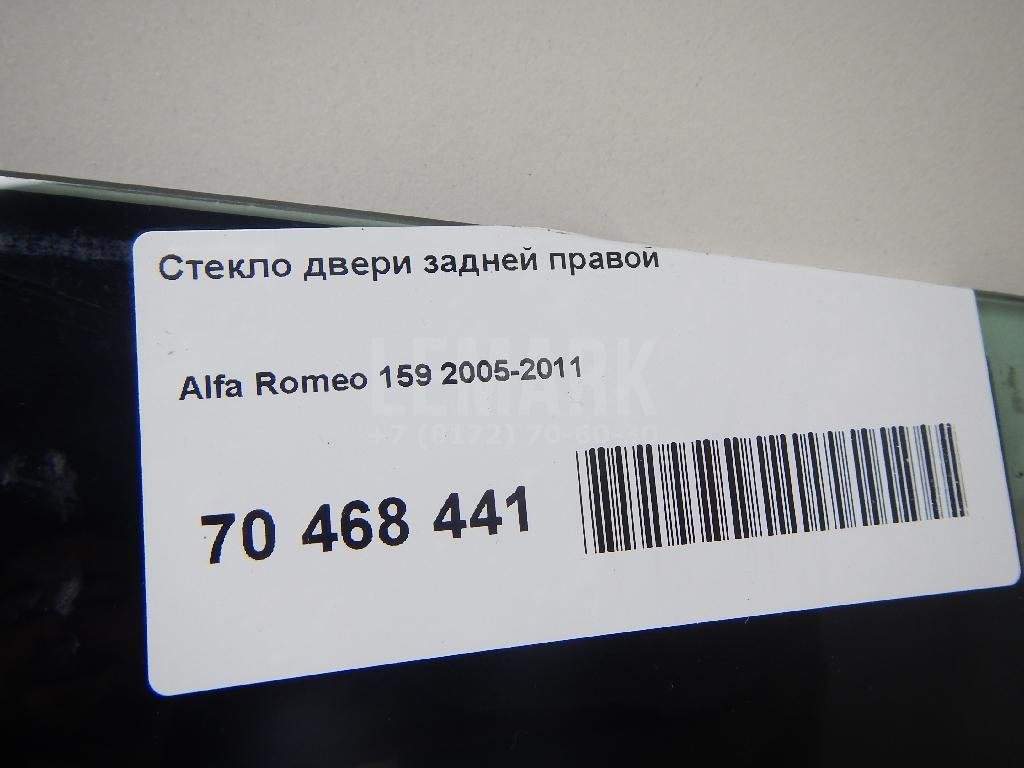 Стекло двери задней правой
Alfa Romeo 159 2005-2011
LEMARK
+7 (8172) 70-60-30
70 468 441